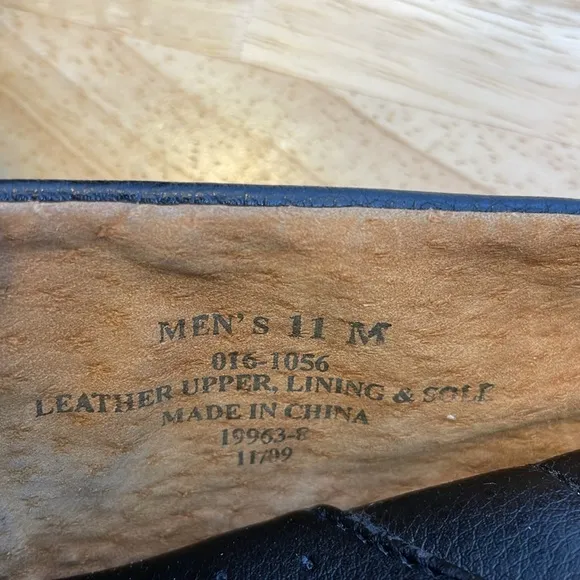 MEN'S 11 M
016-1056
LEATHER UPPER, LINING & SOLE
MADE IN CHINA
19963-8
11/09